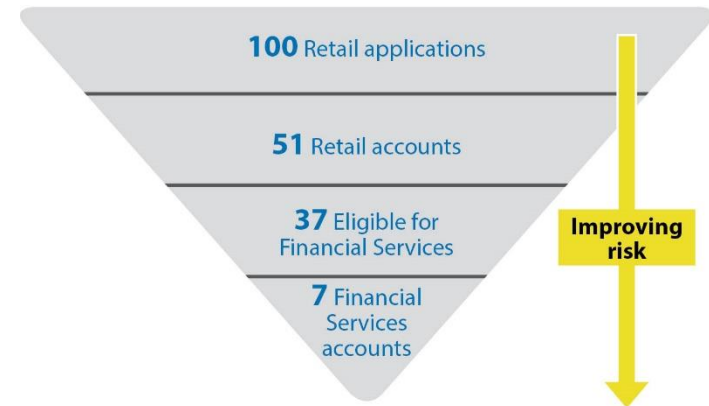 100 Retail applications
51 Retail accounts
37 Eligible for
Financial Services
7 Financial
Services
accounts
Improving
risk